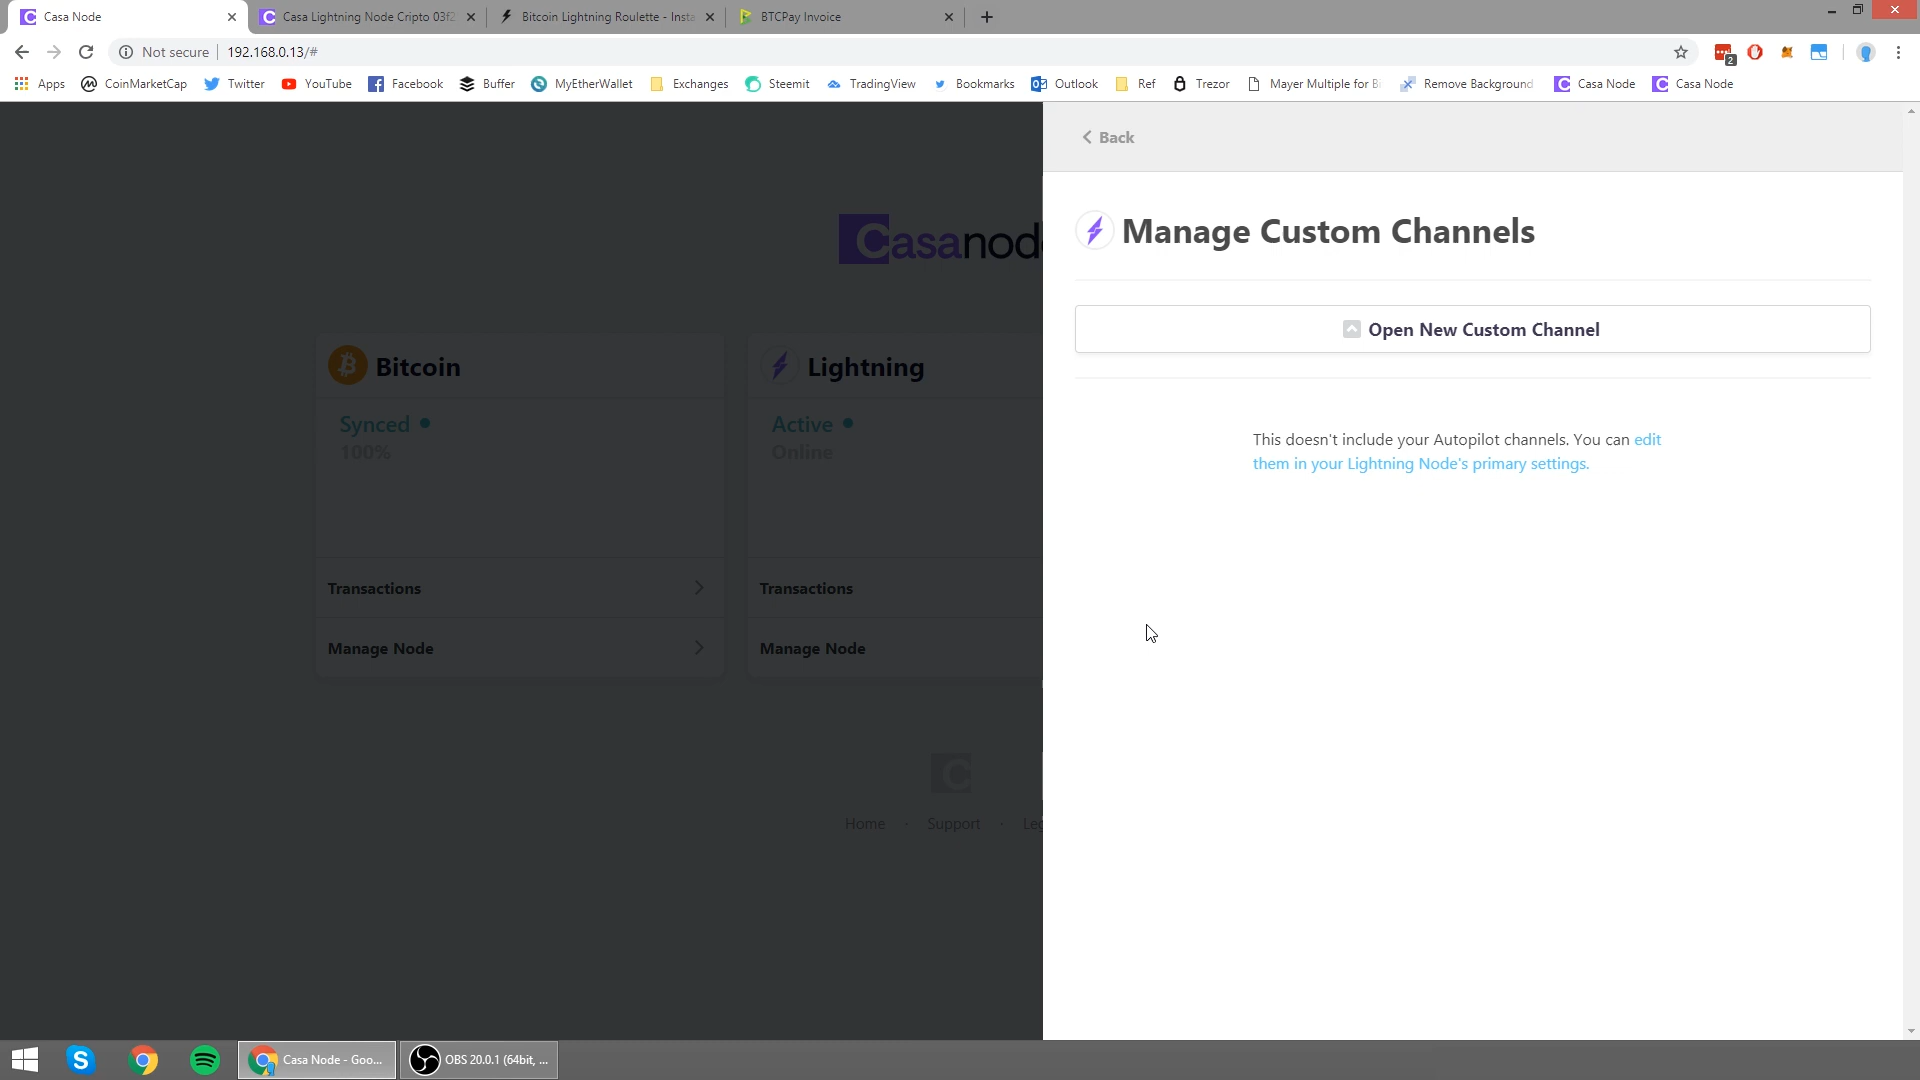 Casa Node
Casa Lightning Node Cripto 03f2
Bitcoin Lightning Roulette - Insta
BTCPay Invoice
Not secure
192.168.0.13/#
2
Apps
CoinMarketCap
Twitter
YouTube
Facebook
Buffer
MyEtherWallet
Exchanges
Steemit
TradingView
Bookmarks
Outlook
Ref
Trezor
Mayer Multiple for Bi
Remove Background
Casa Node
Casa Node
Back
Manage Custom Channels
Open New Custom Channel
This doesn't include your Autopilot channels. You can edit
them in your Lightning Node's primary settings.
Casanod
Bitcoin
Synced
100%
Transactions
Manage Node
Lightning
Active
Online
Transactions
Manage Node
Home - Support - Leg
Casa Node - Goo...
OBS 20.0.1 (64bit, ...